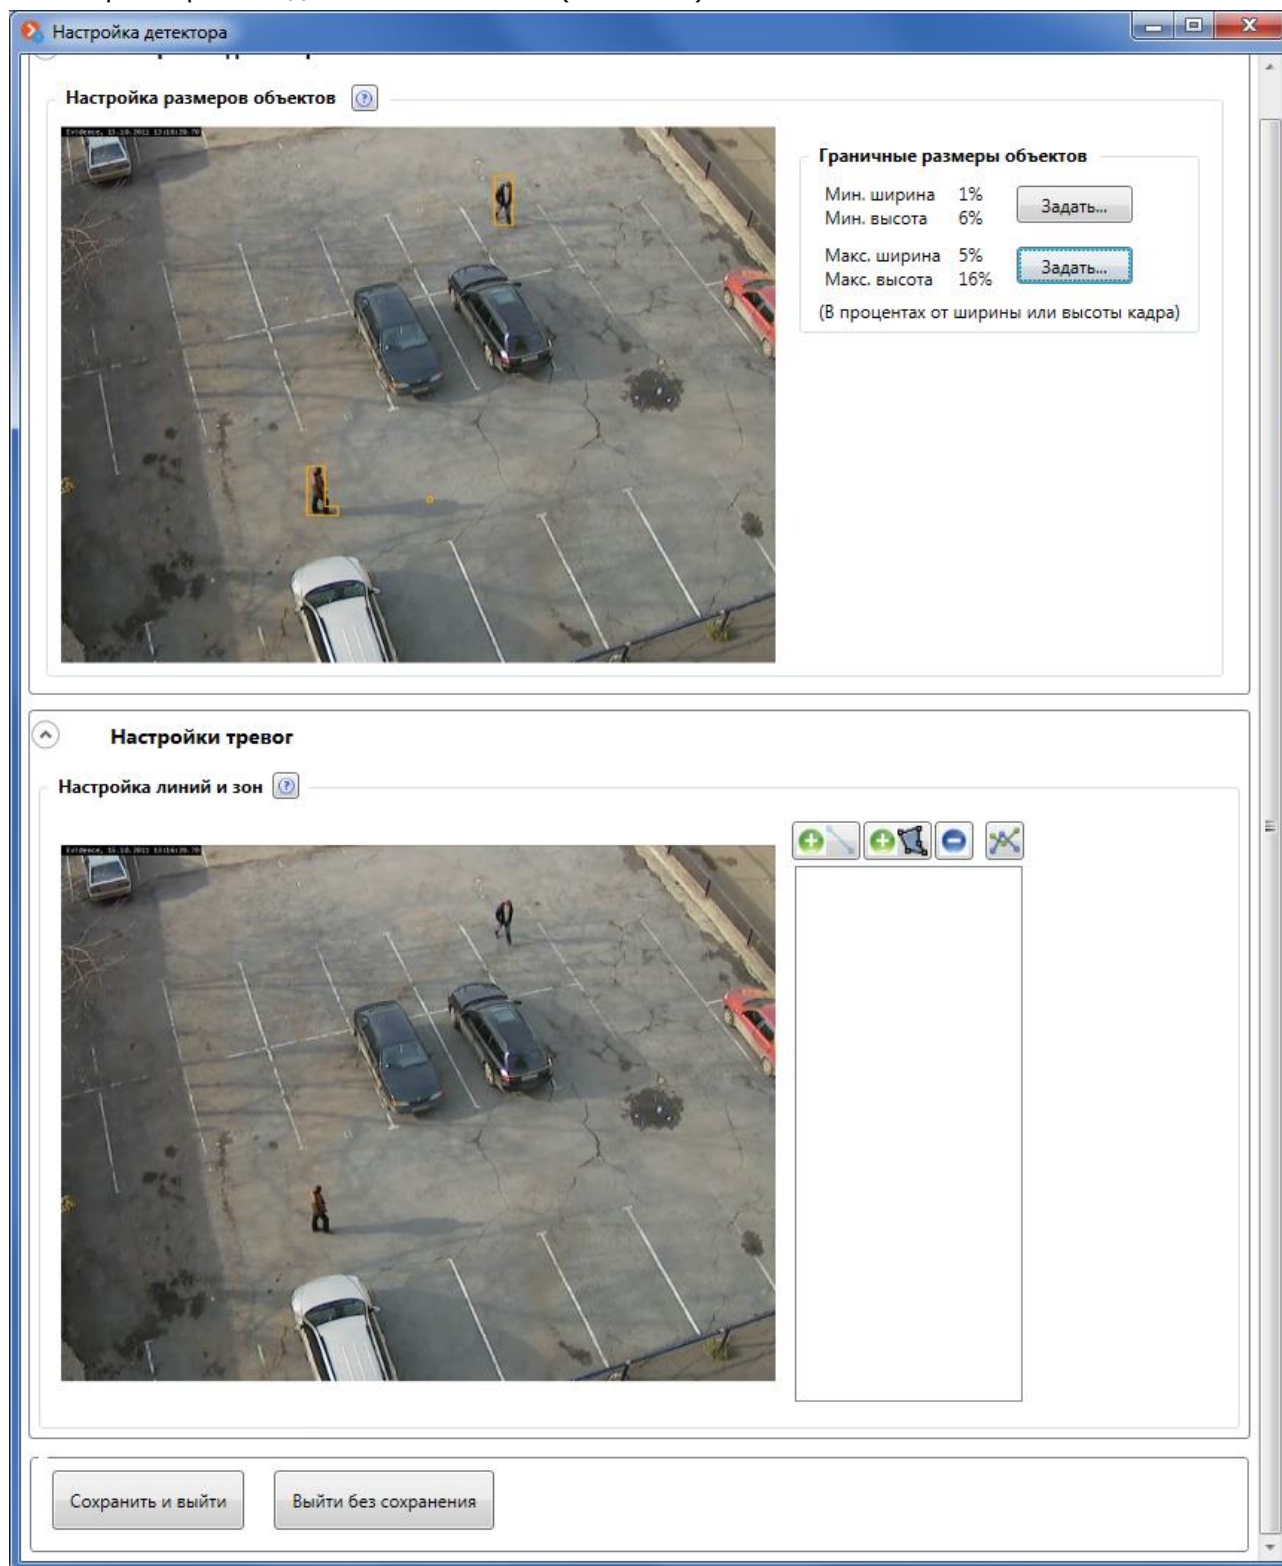 Настройка детектора
Настройка размеров объектов
Граничные размеры объектов
Мин. ширина 1%
Мин. высота 6%
Задать...
Макс. ширина 5%
Макс. высота 16%
Задать...
(В процентах от ширины или высоты кадра)
Настройки тревог
Настройка линий и зон
Сохранить и выйти
Выйти без сохранения